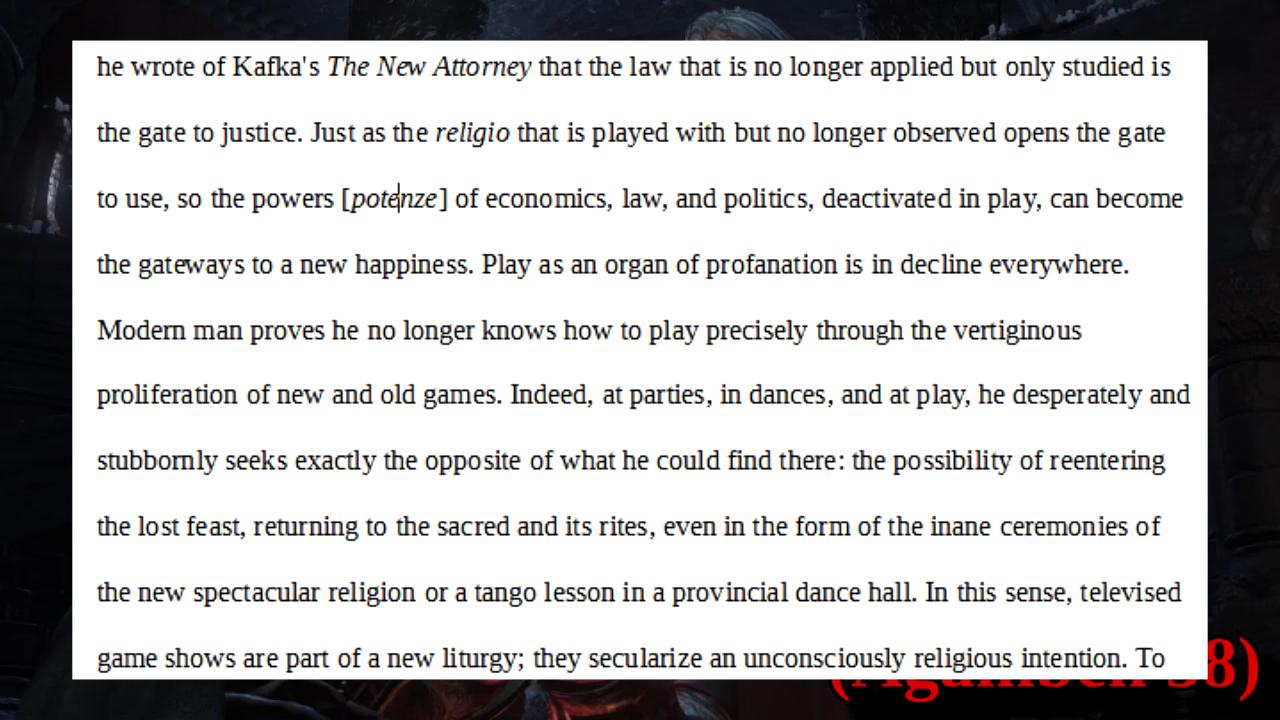 he wrote of Kafka's The New Attorney that the law that is no longer applied but only studied is
the gate to justice. Just as the religio that is played with but no longer observed opens the gate
to use, so the powers [potenze] of economics, law, and politics, deactivated in play, can become
the gateways to a new happiness. Play as an organ of profanation is in decline everywhere.
Modern man proves he no longer knows how to play precisely through the vertiginous
proliferation of new and old games. Indeed, at parties, in dances, and at play, he desperately and
stubbornly seeks exactly the opposite of what he could find there: the possibility of reentering
the lost feast, returning to the sacred and its rites, even in the form of the inane ceremonies of
the new spectacular religion or a tango lesson in a provincial dance hall. In this sense, televised
game shows are part of a new liturgy; they secularize an unconsciously religious intention. To
8)